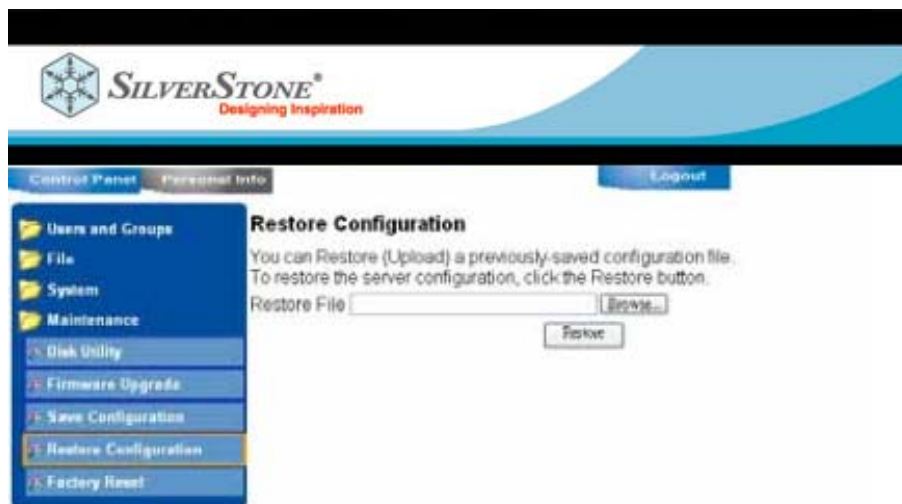 SILVERSTONE®
Designing Inspiration
Control Panel
Personal Info
Logout
Users and Groups
File
System
Maintenance
Disk Utility
Firmware Upgrade
Save Configuration
Restore Configuration
Factory Reset
Restore Configuration
You can Restore (Upload) a previously-saved configuration file.
To restore the server configuration, click the Restore button.
Restore File
Browse...
Restore